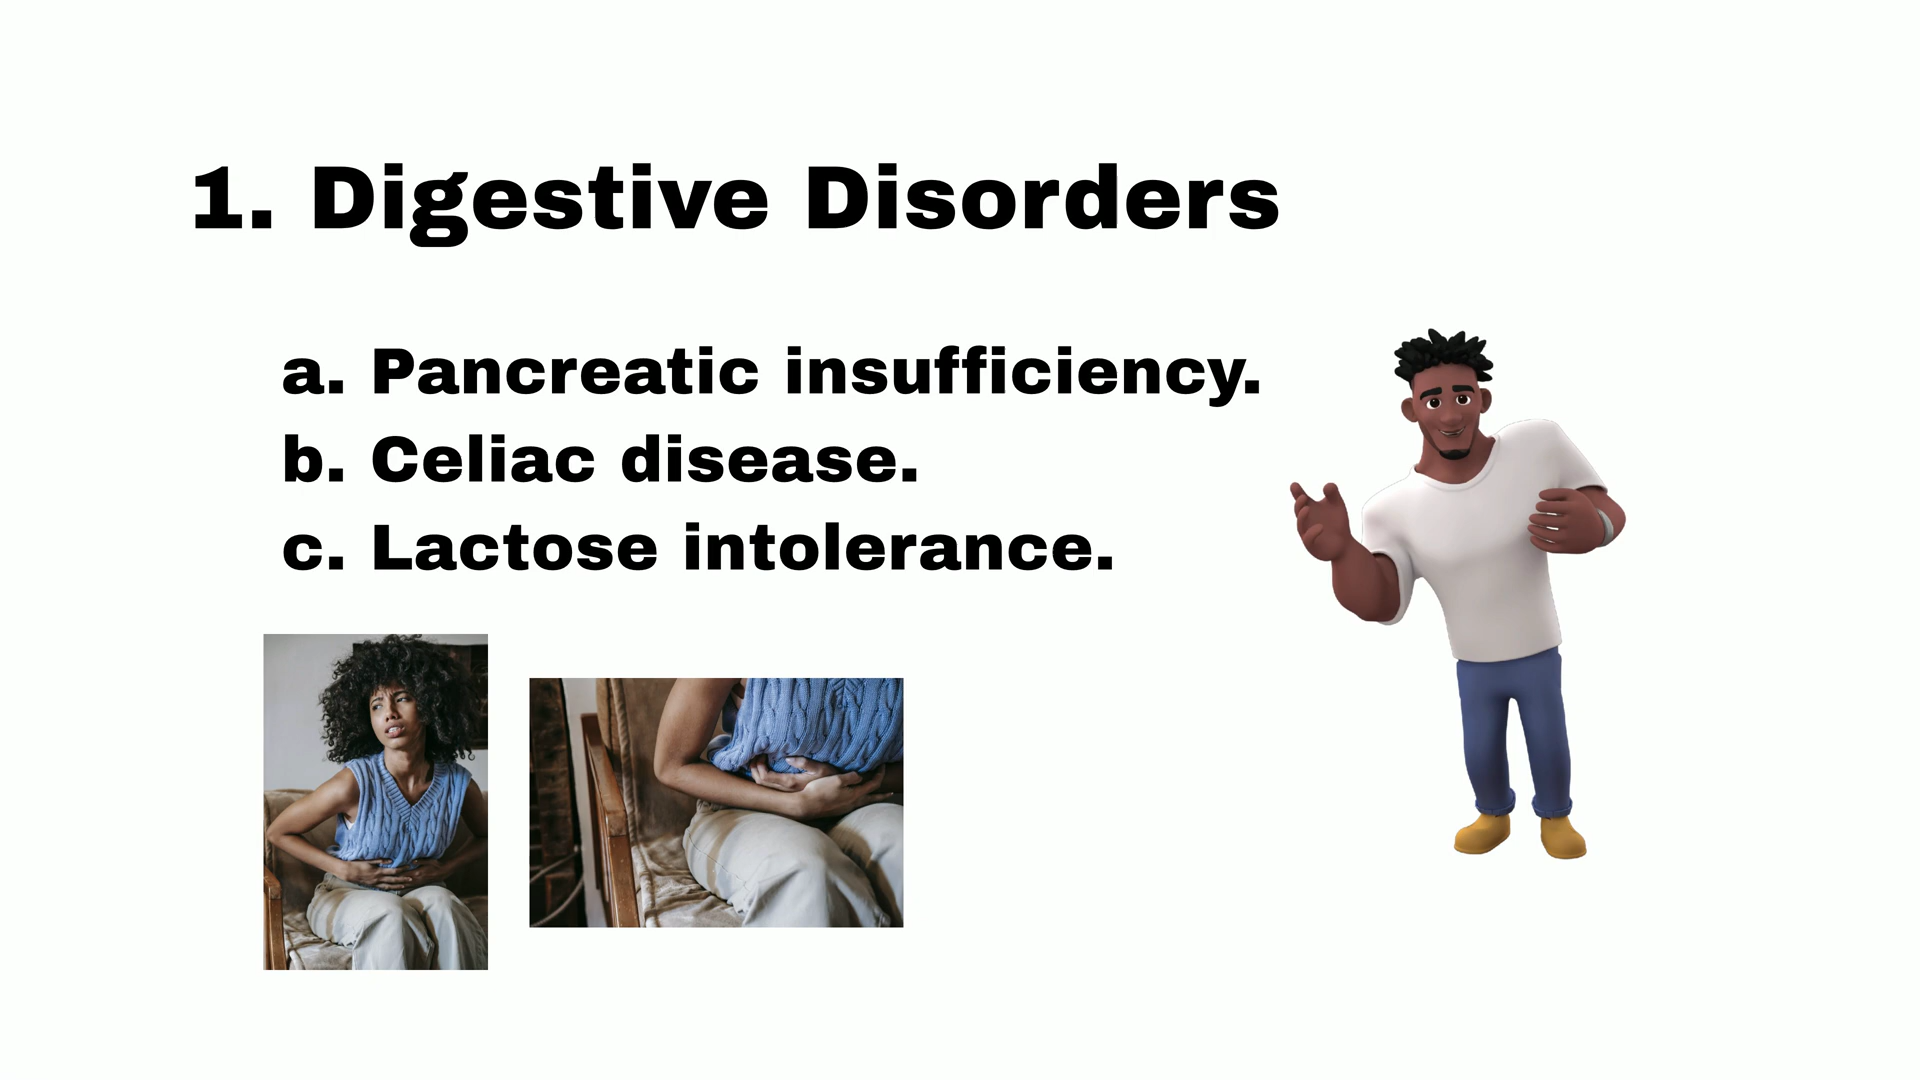 1. Digestive Disorders
a. Pancreatic insufficiency.
b. Celiac disease.
c. Lactose intolerance.